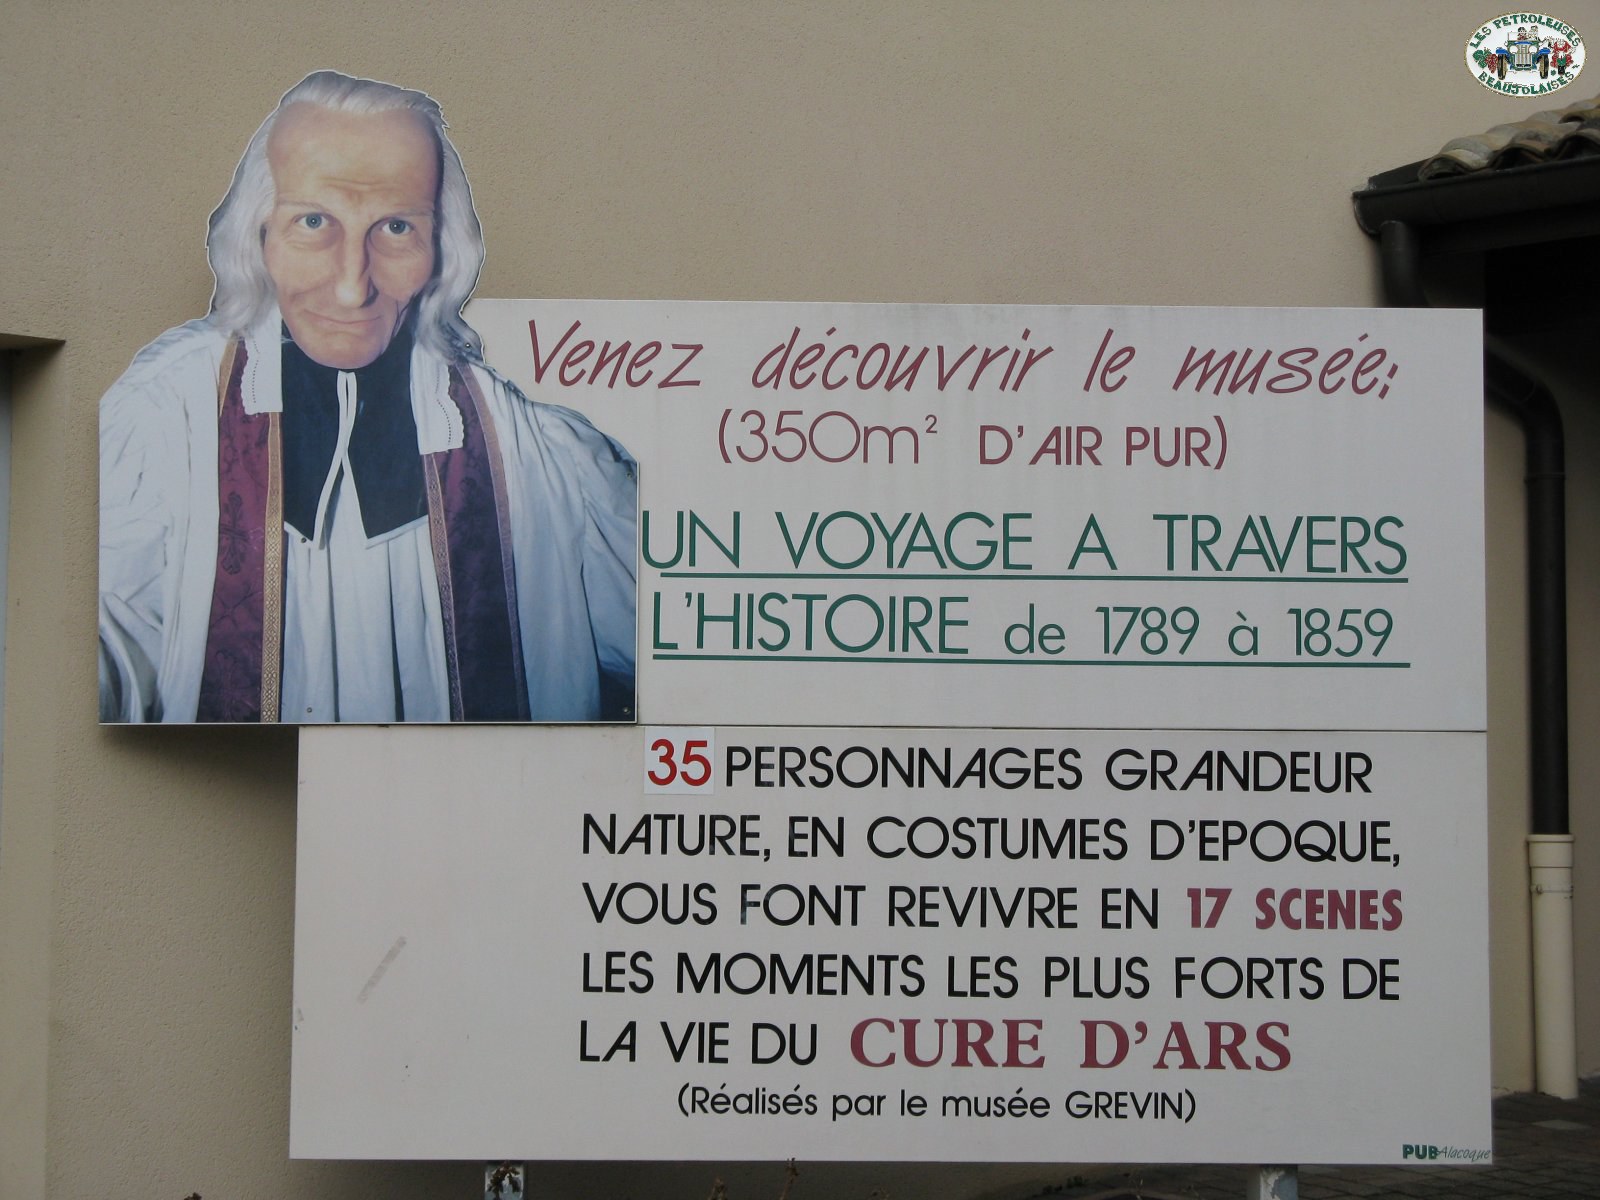 LES PETROLEUSES
BEAUJOLAISES
Venez découvrir le musée;
(350m² D'AIR PUR)
UN VOYAGE A TRAVERS
L'HISTOIRE de 1789 à 1859
35 PERSONNAGES GRANDEUR
NATURE, EN COSTUMES D'EPOQUE,
VOUS FONT REVIVRE EN 17 SCENES
LES MOMENTS LES PLUS FORTS DE
LA VIE DU CURE D'ARS
(Réalisés par le musée GREVIN)
PUB Alacoque